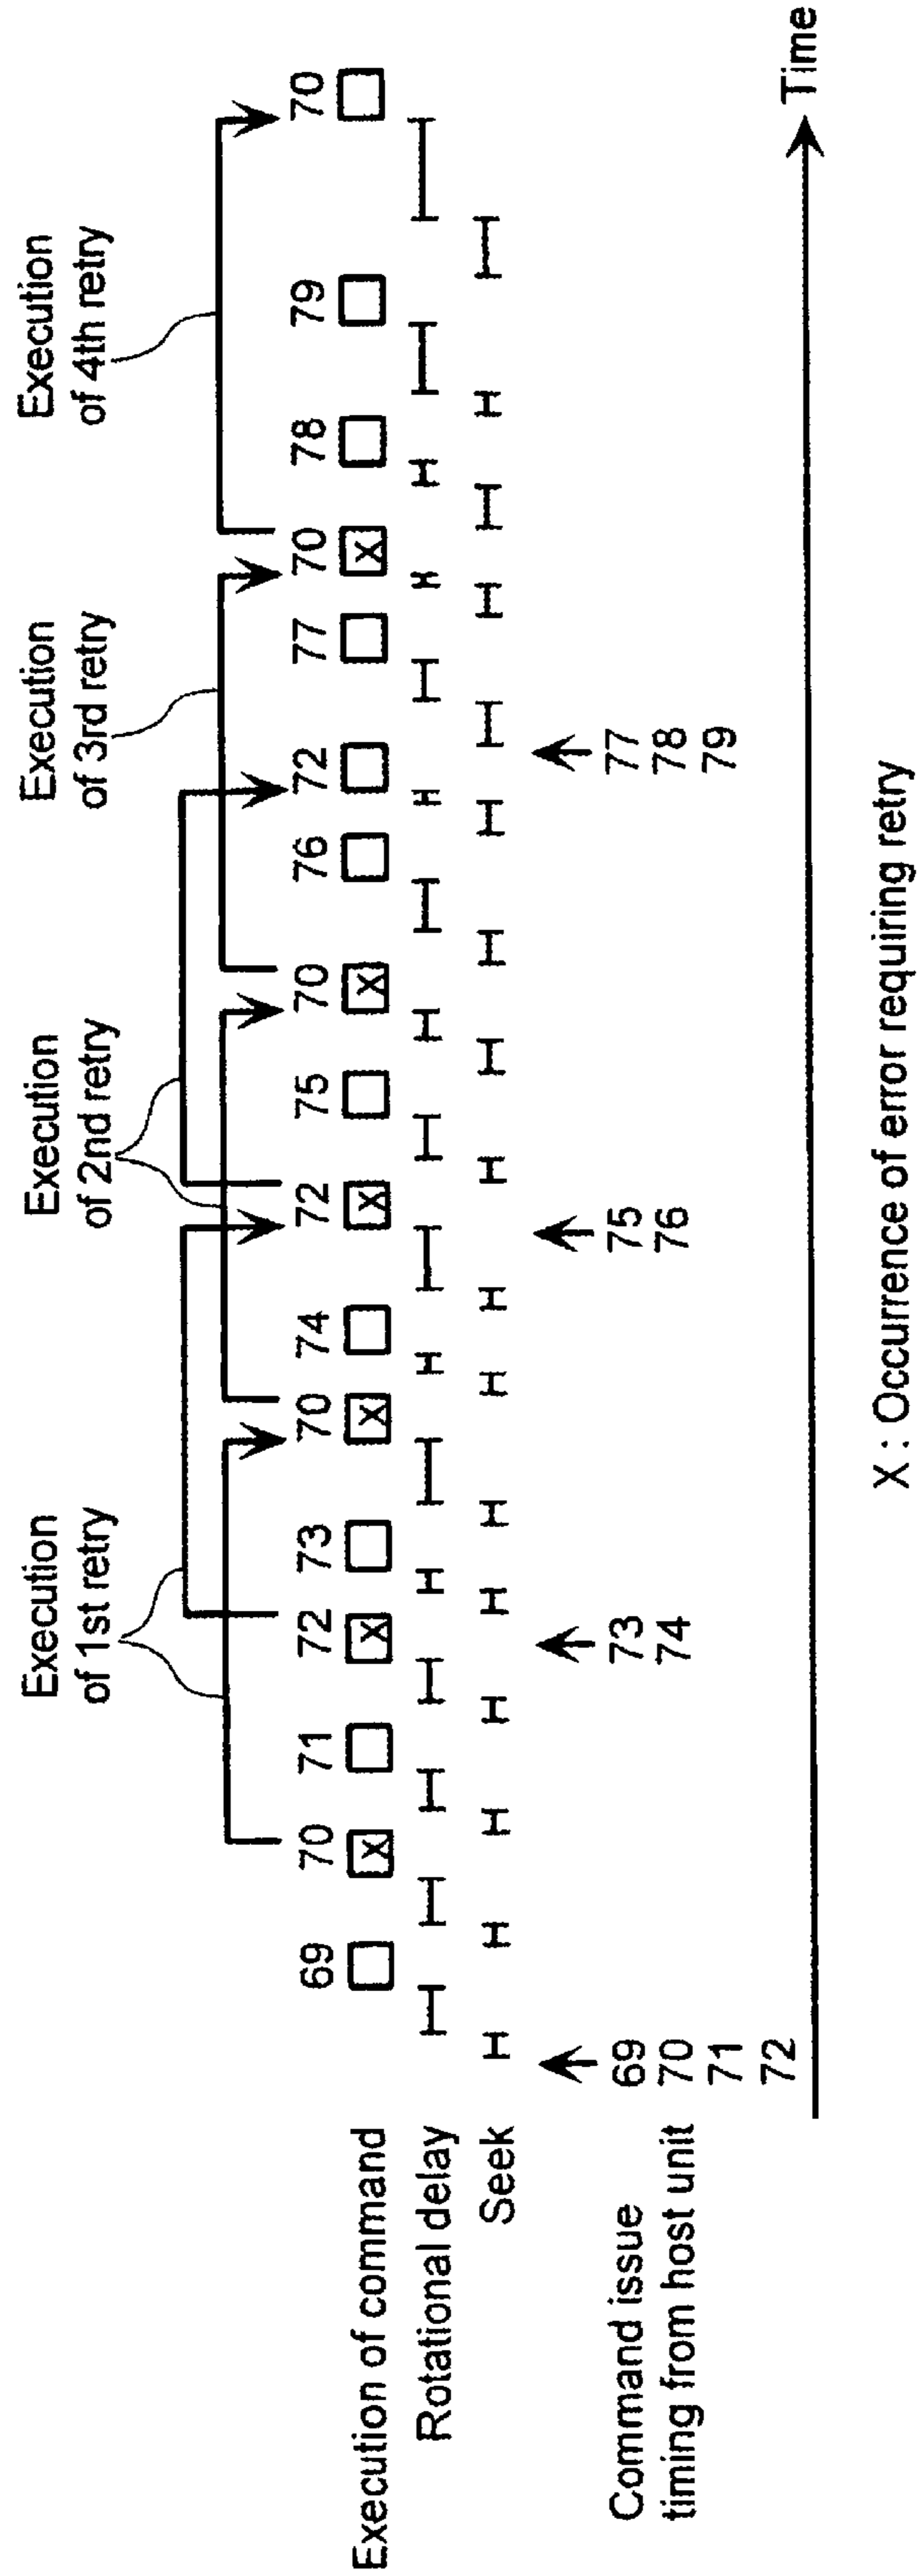 Execution
of 1st retry
Execution
of 2nd retry
Execution
of 3rd retry
Execution
of 4th retry
69 70 71 72 73 70 74 72 75 70 76 72 77 70 78 79 70
Execution of command X X X X X X
Rotational delay
Seek
Command issue
timing from host unit
69
70
71
72
73
74
75
76
77
78
79
Time
X : Occurrence of error requiring retry